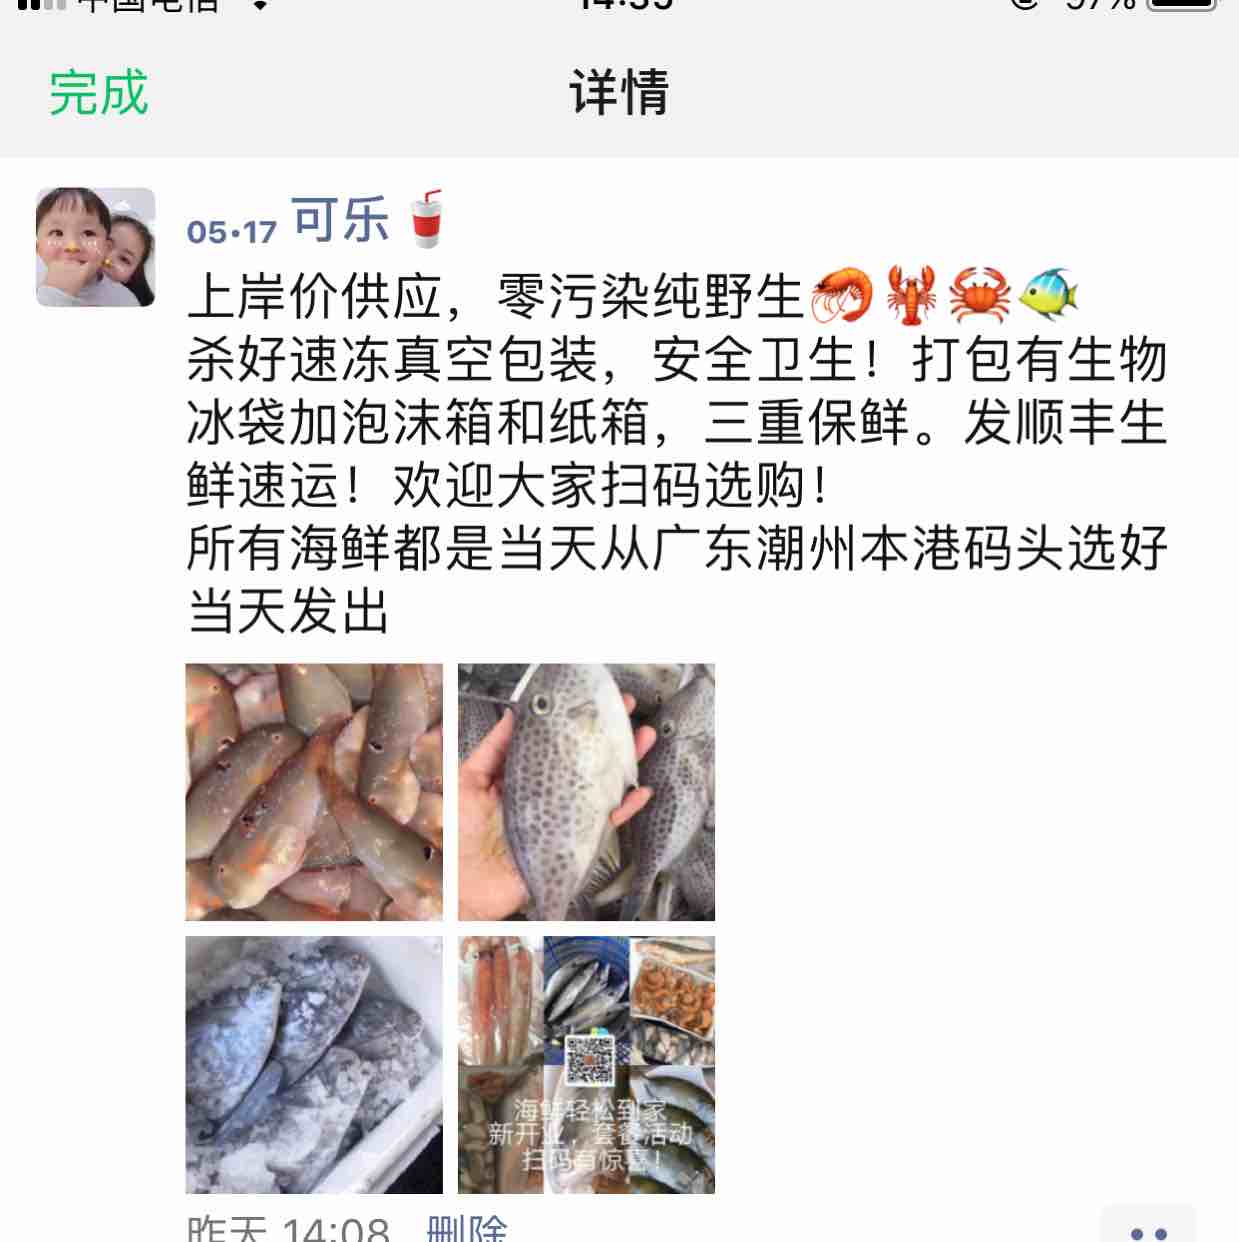 中国电信 14:39 97%
完成 详情
05·17 可乐
上岸价供应，零污染纯野生
杀好速冻真空包装，安全卫生！打包有生物
冰袋加泡沫箱和纸箱，三重保鲜。发顺丰生
鲜速运！欢迎大家扫码选购！
所有海鲜都是当天从广东潮州本港码头选好
当天发出
海鲜轻松到家
新开业，套餐活动
扫码有惊喜！
昨天 14:08 删除